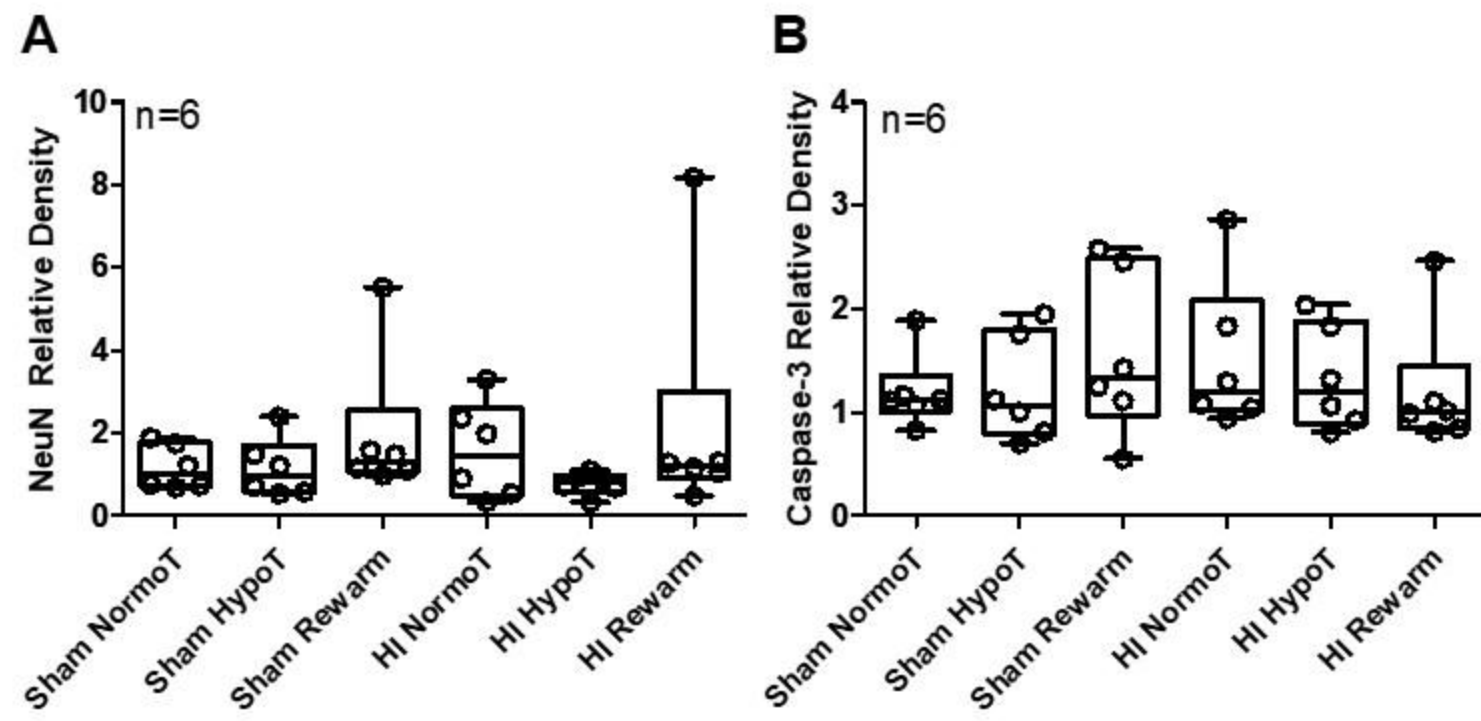 A
NeuN Relative Density
10
8
6
4
2
0
n=6
Sham NormoT
Sham HypoT
Sham Rewarm
HI NormoT
HI HypoT
HI Rewarm
B
Caspase-3 Relative Density
4
3
2
1
0
n=6
Sham NormoT
Sham HypoT
Sham Rewarm
HI NormoT
HI HypoT
HI Rewarm